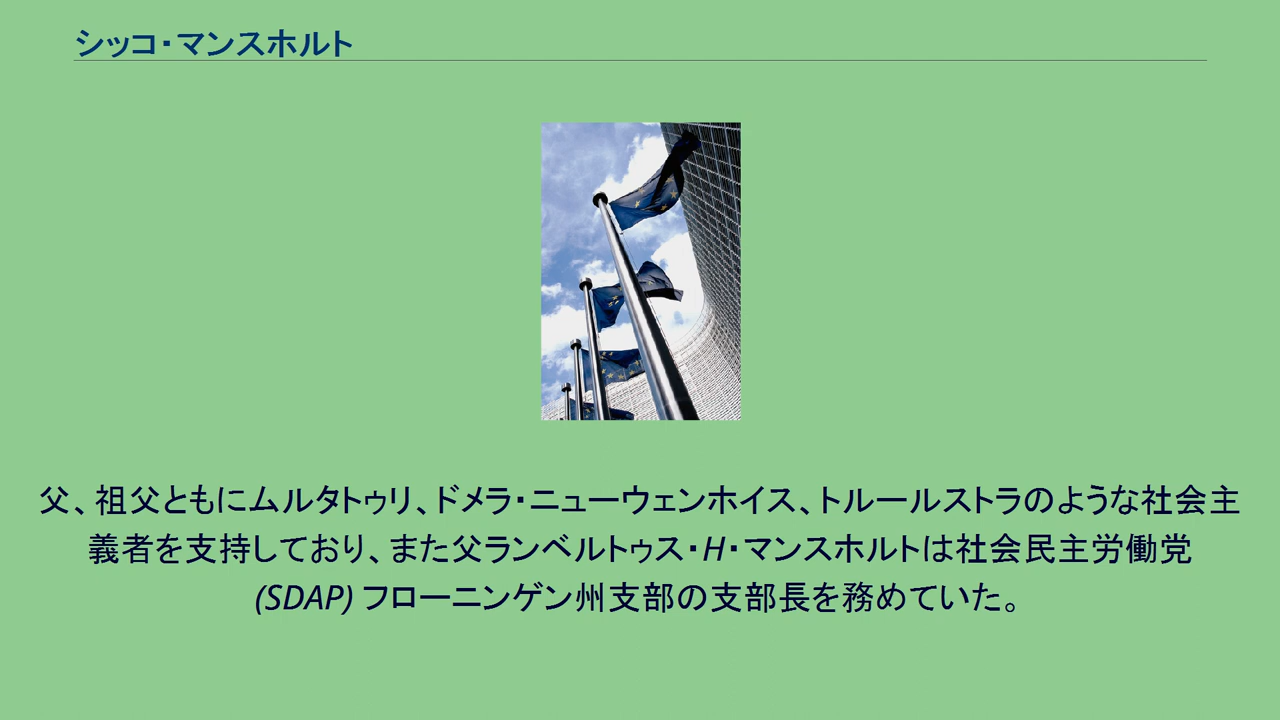 シッコ・マンスホルト
父、祖父ともにムルタトゥリ、ドメラ・ニューウェンホイス、トルールストラのような社会主
義者を支持しており、また父ランベルトゥス・H・マンスホルトは社会民主労働党
(SDAP) フローニンゲン州支部の支部長を務めていた。